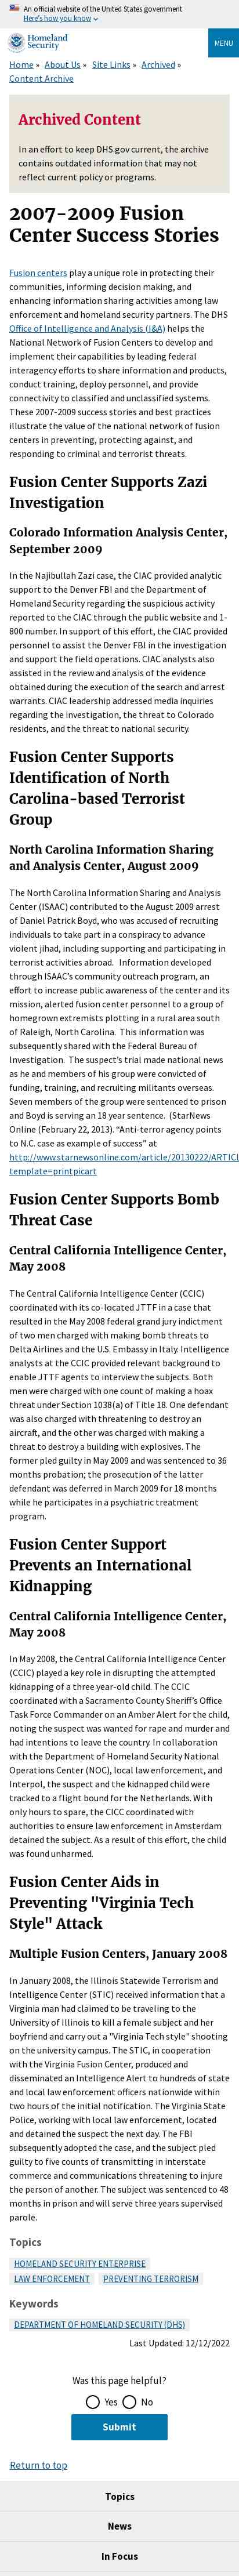 An official website of the United States government
Here's how you know
Homeland
Security
MENU
Home » About Us » Site Links » Archived »
Content Archive
Archived Content
In an effort to keep DHS.gov current, the archive
contains outdated information that may not
reflect current policy or programs.
2007-2009 Fusion
Center Success Stories
Fusion centers play a unique role in protecting their
communities, informing decision making, and
enhancing information sharing activities among law
enforcement and homeland security partners. The DHS
Office of Intelligence and Analysis (I&A) helps the
National Network of Fusion Centers to develop and
implement their capabilities by leading federal
interagency efforts to share information and products,
conduct training, deploy personnel, and provide
connectivity to classified and unclassified systems.
These 2007-2009 success stories and best practices
illustrate the value of the national network of fusion
centers in preventing, protecting against, and
responding to criminal and terrorist threats.
Fusion Center Supports Zazi
Investigation
Colorado Information Analysis Center,
September 2009
In the Najibullah Zazi case, the CIAC provided analytic
support to the Denver FBI and the Department of
Homeland Security regarding the suspicious activity
reported to the CIAC through the public website and 1-
800 number. In support of this effort, the CIAC provided
personnel to assist the Denver FBI in the investigation
and support the field operations. CIAC analysts also
assisted in the review and analysis of the evidence
obtained during the execution of the search and arrest
warrants. CIAC leadership addressed media inquiries
regarding the investigation, the threat to Colorado
residents, and the threat to national security.
Fusion Center Supports
Identification of North
Carolina-based Terrorist
Group
North Carolina Information Sharing
and Analysis Center, August 2009
The North Carolina Information Sharing and Analysis
Center (ISAAC) contributed to the August 2009 arrest
of Daniel Patrick Boyd, who was accused of recruiting
individuals to take part in a conspiracy to advance
violent jihad, including supporting and participating in
terrorist activities abroad. Information developed
through ISAAC's community outreach program, an
effort to increase public awareness of the center and its
mission, alerted fusion center personnel to a group of
homegrown extremists plotting in a rural area south
of Raleigh, North Carolina. This information was
subsequently shared with the Federal Bureau of
Investigation. The suspect's trial made national news
as he and members of his group were convicted of
funding, training, and recruiting militants overseas.
Seven members of the group were sentenced to prison
and Boyd is serving an 18 year sentence. (StarNews
Online (February 22, 2013). "Anti-terror agency points
to N.C. case as example of success" at
http://www.starnewsonline.com/article/20130222/ARTICL
template=printpicart
Fusion Center Supports Bomb
Threat Case
Central California Intelligence Center,
May 2008
The Central California Intelligence Center (CCIC)
coordinated with its co-located JTTF in a case that
resulted in the May 2008 federal grand jury indictment
of two men charged with making bomb threats to
Delta Airlines and the U.S. Embassy in Italy. Intelligence
analysts at the CCIC provided relevant background to
enable JTTF agents to interview the subjects. Both
men were charged with one count of making a hoax
threat under Section 1038(a) of Title 18. One defendant
was also charged with threatening to destroy an
aircraft, and the other was charged with making a
threat to destroy a building with explosives. The
former pled guilty in May 2009 and was sentenced to 36
months probation; the prosecution of the latter
defendant was deferred in March 2009 for 18 months
while he participates in a psychiatric treatment
program.
Fusion Center Support
Prevents an International
Kidnapping
Central California Intelligence Center,
May 2008
In May 2008, the Central California Intelligence Center
(CCIC) played a key role in disrupting the attempted
kidnapping of a three year-old child. The CCIC
coordinated with a Sacramento County Sheriff's Office
Task Force Commander on an Amber Alert for the child,
noting the suspect was wanted for rape and murder and
had intentions to leave the country. In collaboration
with the Department of Homeland Security National
Operations Center (NOC), local law enforcement, and
Interpol, the suspect and the kidnapped child were
tracked to a flight bound for the Netherlands. With
only hours to spare, the CICC coordinated with
authorities to ensure law enforcement in Amsterdam
detained the subject. As a result of this effort, the child
was found unharmed.
Fusion Center Aids in
Preventing "Virginia Tech
Style" Attack
Multiple Fusion Centers, January 2008
In January 2008, the Illinois Statewide Terrorism and
Intelligence Center (STIC) received information that a
Virginia man had claimed to be traveling to the
University of Illinois to kill a female subject and her
boyfriend and carry out a "Virginia Tech style" shooting
on the university campus. The STIC, in cooperation
with the Virginia Fusion Center, produced and
disseminated an Intelligence Alert to hundreds of state
and local law enforcement officers nationwide within
two hours of the initial notification. The Virginia State
Police, working with local law enforcement, located
and detained the suspect the next day. The FBI
subsequently adopted the case, and the subject pled
guilty to five counts of transmitting threats in
interstate commerce and communications threatening to injure
the person of another. The subject was sentenced to 48
months in prison and will serve three years supervised
parole.
Topics
HOMELAND SECURITY ENTERPRISE
LAW ENFORCEMENT PREVENTING TERRORISM
Keywords
DEPARTMENT OF HOMELAND SECURITY (DHS)
Last Updated: 12/12/2022
Was this page helpful?
Yes No
Submit
Return to top
Topics
News
In Focus